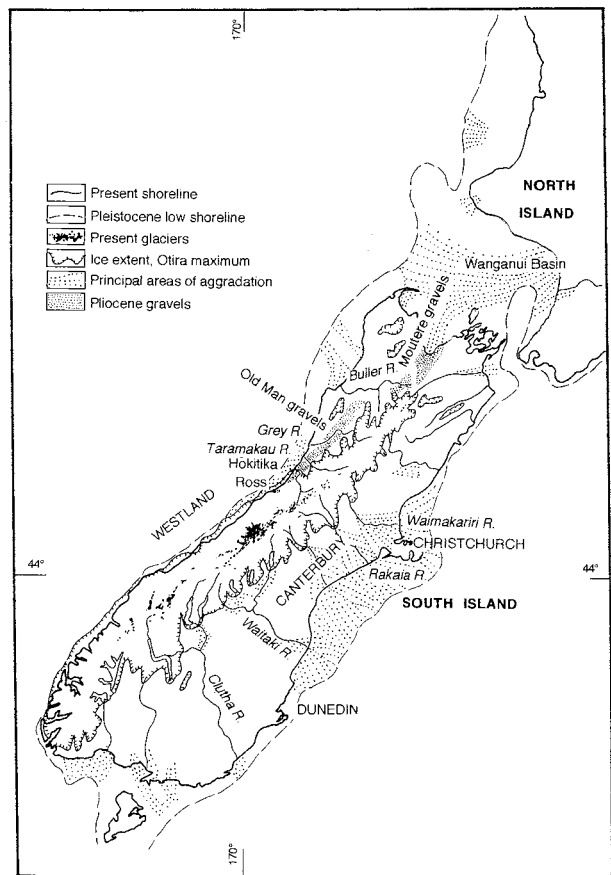 170°
NORTH
ISLAND
Present shoreline
Pleistocene low shoreline
Present glaciers
Ice extent, Otira maximum
Principal areas of aggradation
Pliocene gravels
Wanganui Basin
Moutere gravels
Buller R.
Old Man gravels
Grey R.
Taramakau R.
Hokitika
Ross
WESTLAND
Waimakariri R.
CHRISTCHURCH
CANTERBURY
Rakaia R.
44°
44°
SOUTH ISLAND
Waitaki R.
Clutha R.
DUNEDIN
170°